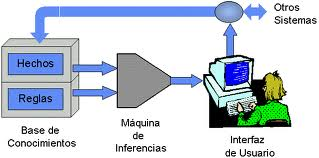 Otros
Sistemas
Hechos
Reglas
Base de
Conocimientos
Máquina
de
Inferencias
Interfaz
de Usuario